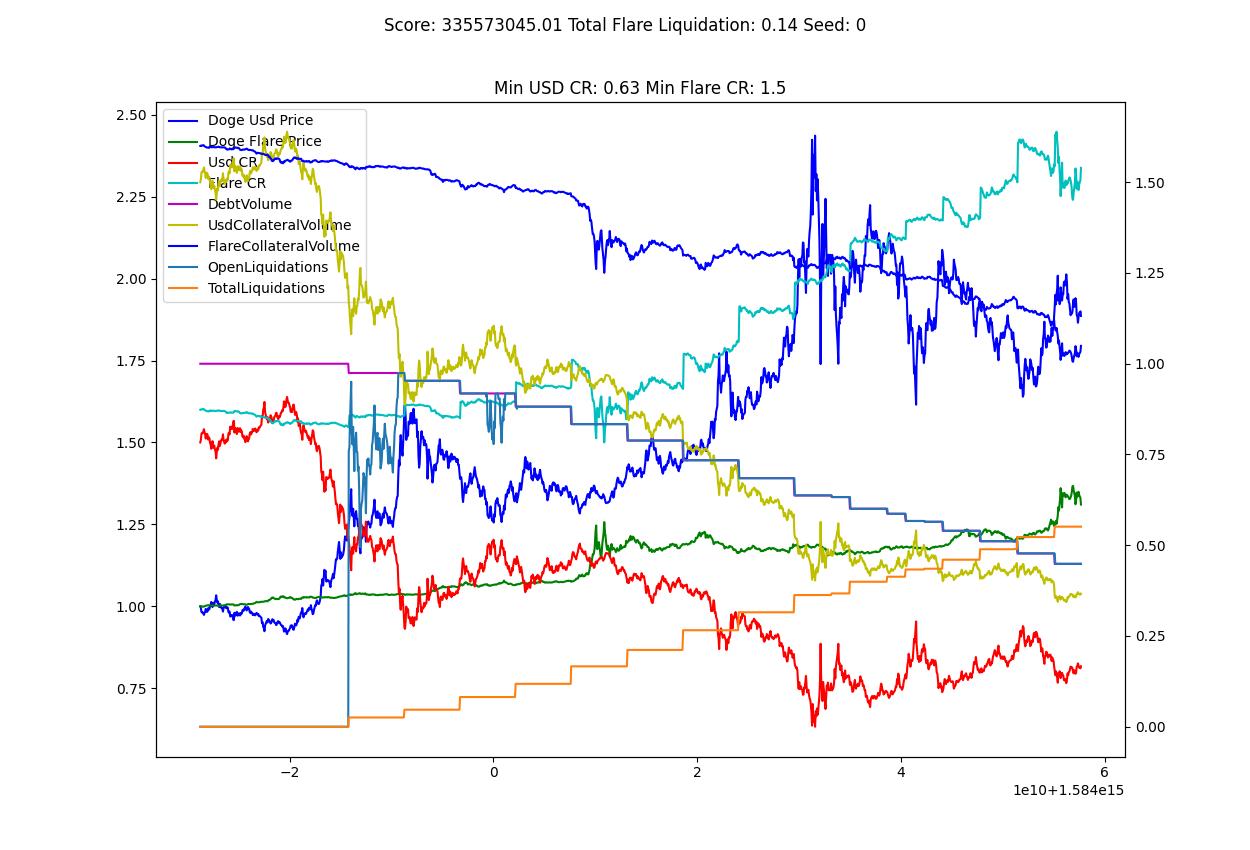 Score: 335573045.01 Total Flare Liquidation: 0.14 Seed: 0
Min USD CR: 0.63 Min Flare CR: 1.5
2.50
2.25
2.00
1.75
1.50
1.25
1.00
0.75
Doge Usd Price
Doge Flare Price
Usd CR
Flare CR
DebtVolume
UsdCollateralVolume
FlareCollateralVolume
OpenLiquidations
TotalLiquidations
1.50
1.25
1.00
0.75
0.50
0.25
0.00
−2
0
2
4
6
1e10+1.584e15